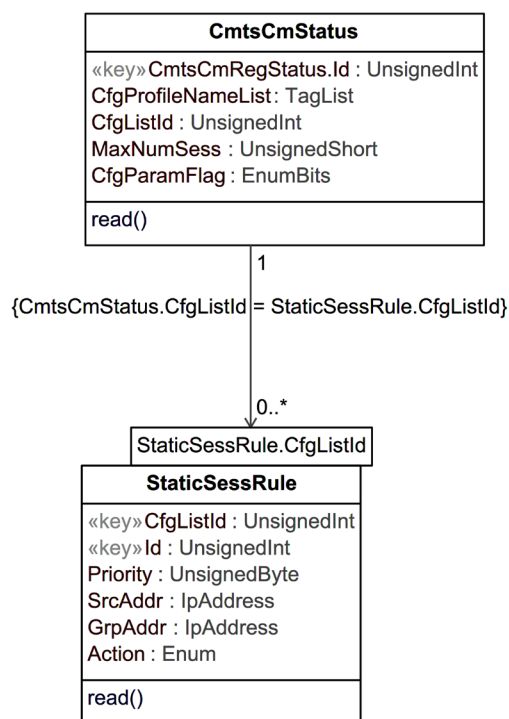 CmtsCmStatus
«key»CmtsCmRegStatus.Id : UnsignedInt
CfgProfileNameList: TagList
CfgListId : UnsignedInt
MaxNumSess : UnsignedShort
CfgParamFlag : EnumBits
read()
1
{CmtsCmStatus.CfgListId = StaticSessRule.CfgListId}
0..*
StaticSessRule.CfgListId
StaticSessRule
«key»CfgListId : UnsignedInt
«key»Id : UnsignedInt
Priority : UnsignedByte
SrcAddr : IpAddress
GrpAddr : IpAddress
Action : Enum
read()